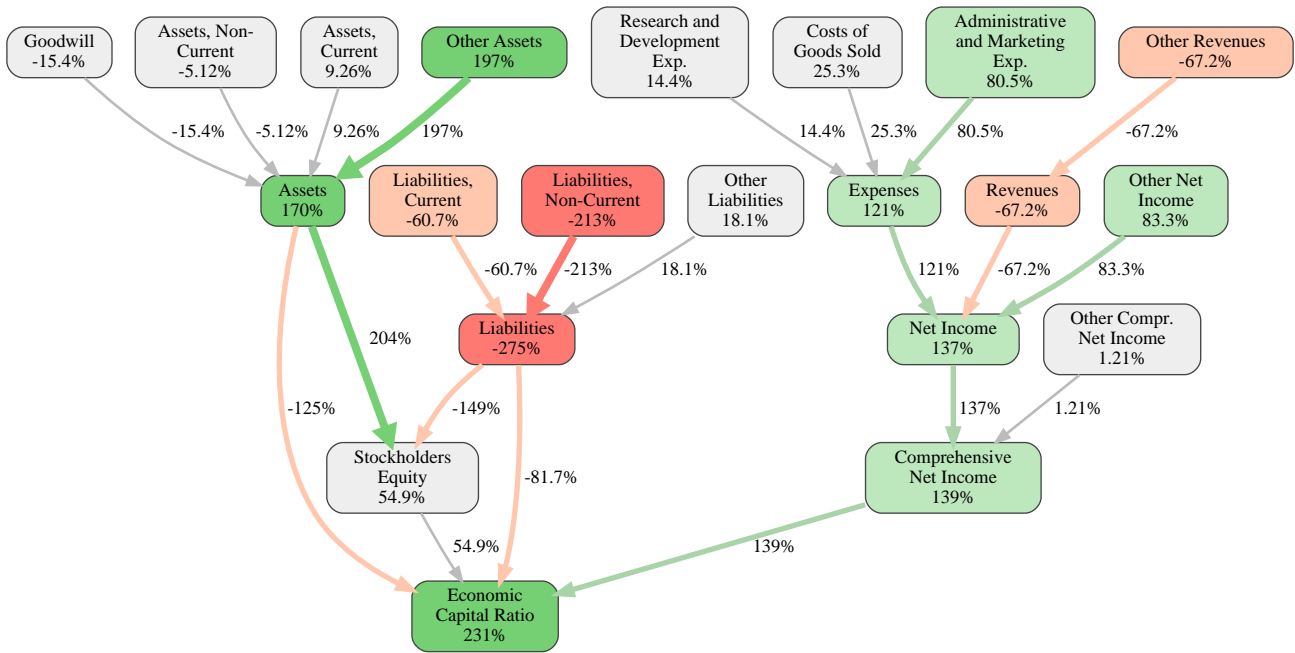 Goodwill
-15.4%
Assets, Non-
Current
-5.12%
Assets,
Current
9.26%
Other Assets
197%
Research and
Development
Exp.
14.4%
Costs of
Goods Sold
25.3%
Administrative
and Marketing
Exp.
80.5%
Other Revenues
-67.2%
-15.4%
-5.12%
9.26%
197%
14.4%
25.3%
80.5%
-67.2%
Assets
170%
Liabilities,
Current
-60.7%
Liabilities,
Non-Current
-213%
Other
Liabilities
18.1%
Expenses
121%
Revenues
-67.2%
Other Net
Income
83.3%
-60.7%
-213%
18.1%
121%
-67.2%
83.3%
Liabilities
-275%
Net Income
137%
Other Compr.
Net Income
1.21%
204%
-125%
-149%
137%
1.21%
Stockholders
Equity
54.9%
-81.7%
Comprehensive
Net Income
139%
54.9%
139%
Economic
Capital Ratio
231%